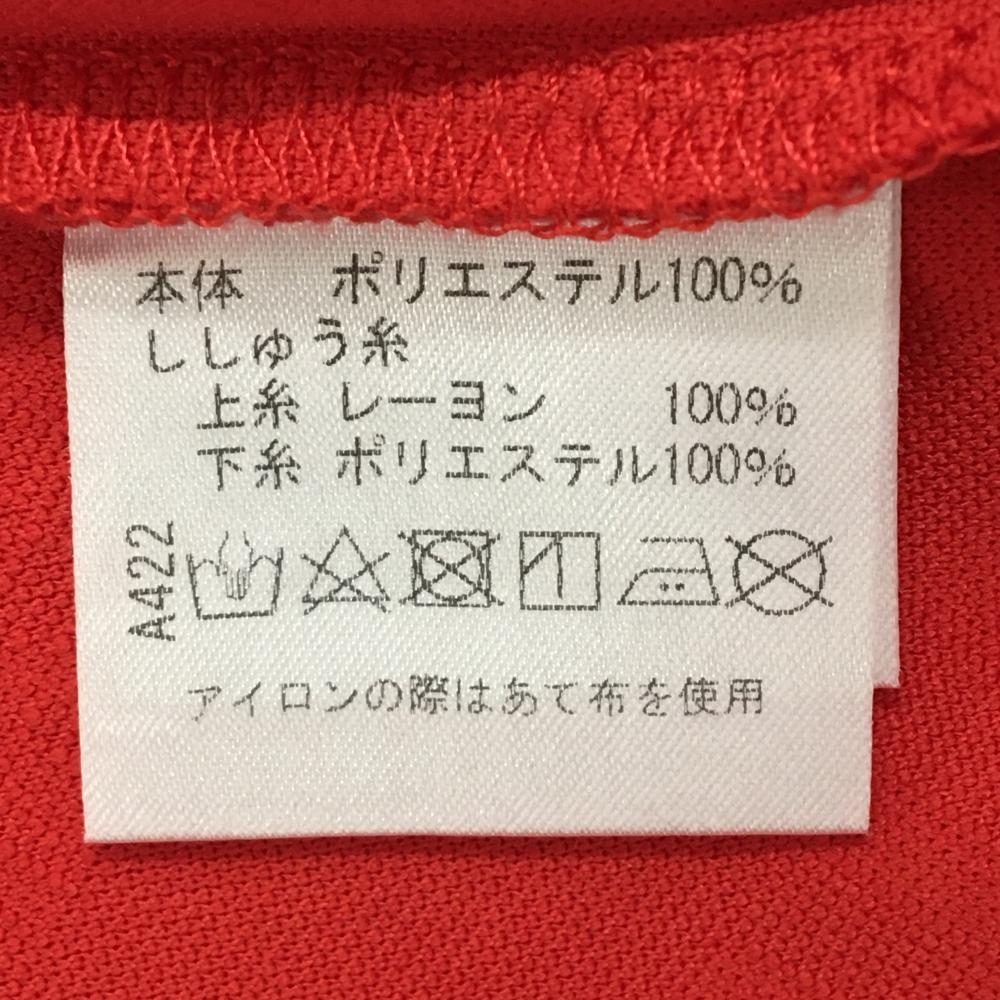 本体 ポリエステル100%
ししゅう糸
上糸 レーヨン 100%
下糸 ポリエステル100%
A422
アイロンの際はあて布を使用